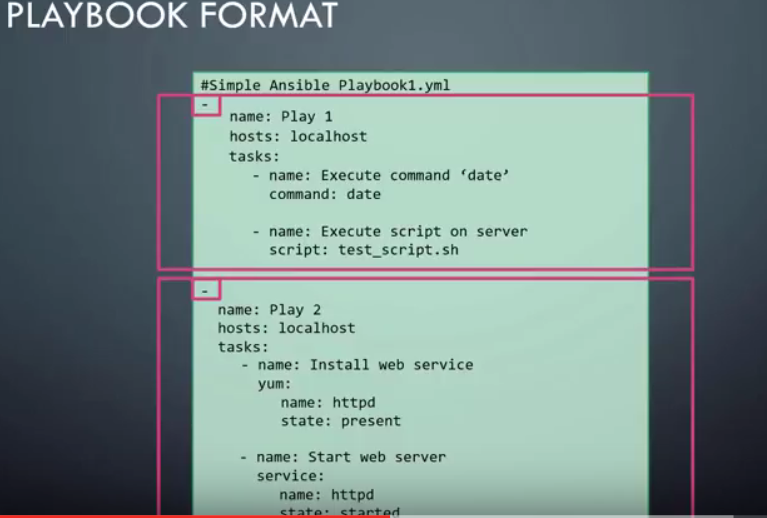 PLAYBOOK FORMAT
#Simple Ansible Playbook1.yml
-
name: Play 1
hosts: localhost
tasks:
- name: Execute command ‘date’
command: date
- name: Execute script on server
script: test_script.sh
-
name: Play 2
hosts: localhost
tasks:
- name: Install web service
yum:
name: httpd
state: present
- name: Start web server
service:
name: httpd
state: started